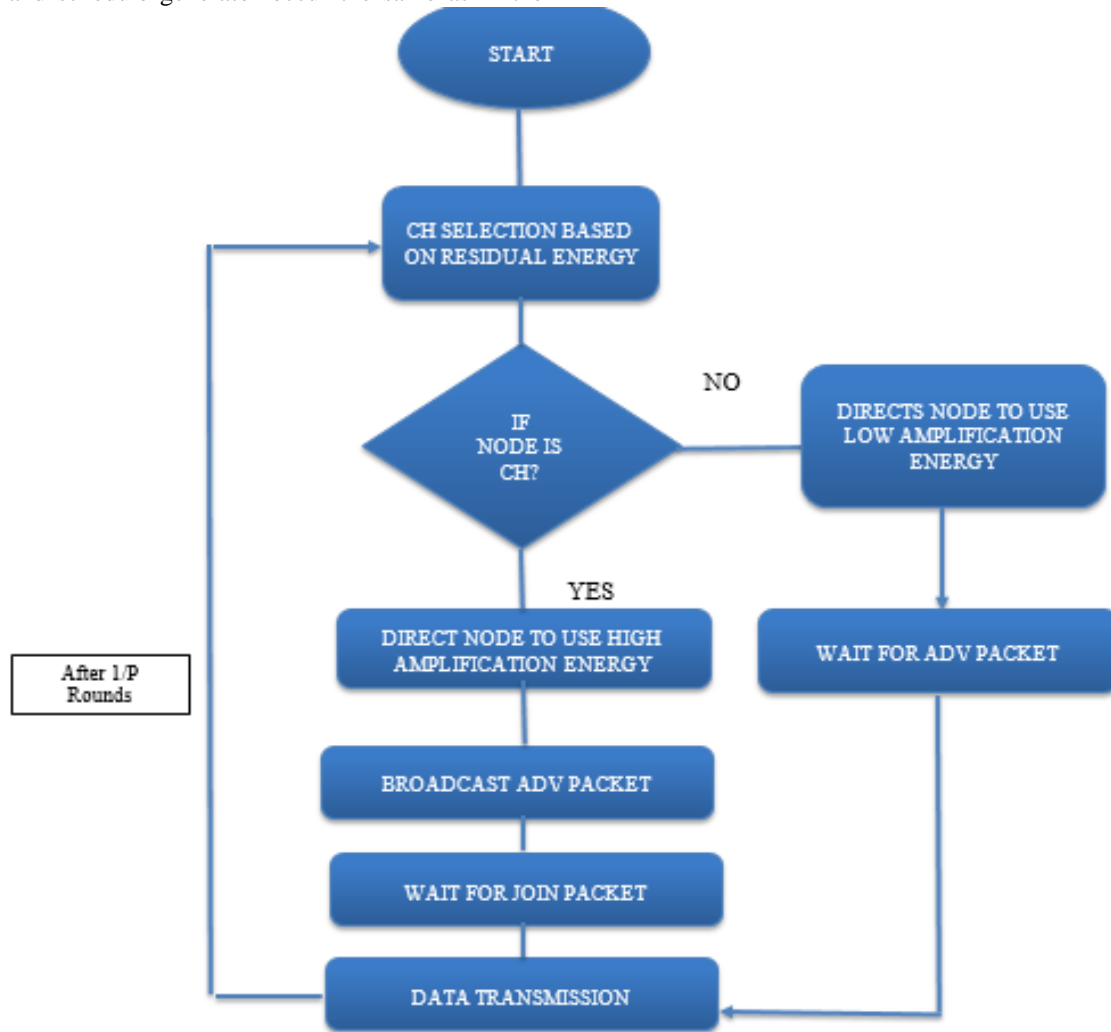 START
CH SELECTION BASED
ON RESIDUAL ENERGY
NO
IF
NODE IS
CH?
DIRECTS NODE TO USE
LOW AMPLIFICATION
ENERGY
YES
DIRECT NODE TO USE HIGH
AMPLIFICATION ENERGY
WAIT FOR ADV PACKET
After 1/P
Rounds
BROADCAST ADV PACKET
WAIT FOR JOIN PACKET
DATA TRANSMISSION